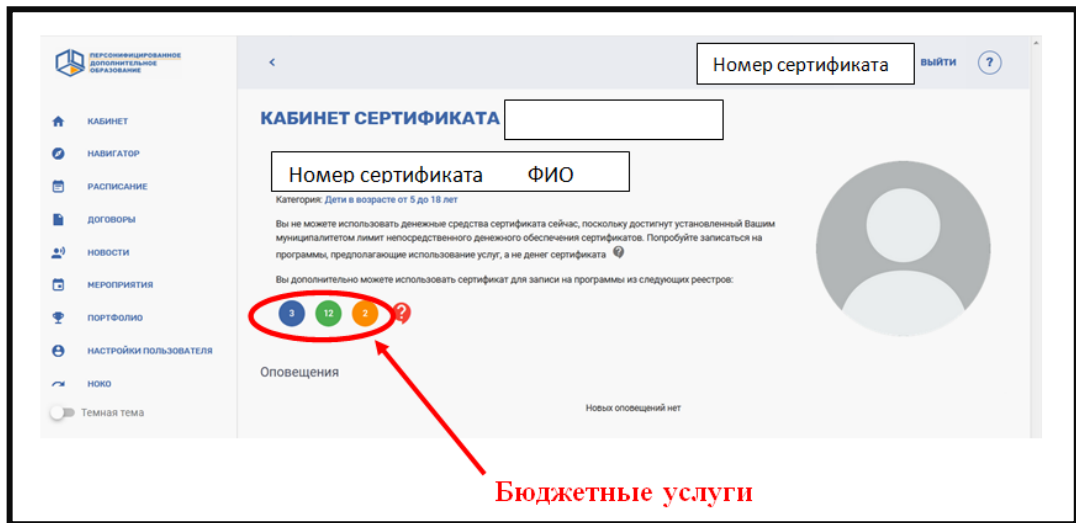 ПЕРСОНИФИЦИРОВАННОЕ
ДОПОЛНИТЕЛЬНОЕ
ОБРАЗОВАНИЕ
<
Номер сертификата
ВЫЙТИ
?
КАБИНЕТ
НАВИГАТОР
РАСПИСАНИЕ
ДОГОВОРЫ
НОВОСТИ
МЕРОПРИЯТИЯ
ПОРТФОЛИО
НАСТРОЙКИ ПОЛЬЗОВАТЕЛЯ
НОКО
Темная тема
КАБИНЕТ СЕРТИФИКАТА
Номер сертификата ФИО
Категория: Дети в возрасте от 5 до 18 лет
Вы не можете использовать денежные средства сертификата сейчас, поскольку достигнут установленный Вашим
муниципалитетом лимит непосредственного денежного обеспечения сертификатов. Попробуйте записаться на
программы, предполагающие использование услуг, а не денег сертификата ?
Вы дополнительно можете использовать сертификат для записи на программы из следующих реестров:
3 12 2 ?
Оповещения
Новых оповещений нет
Бюджетные услуги